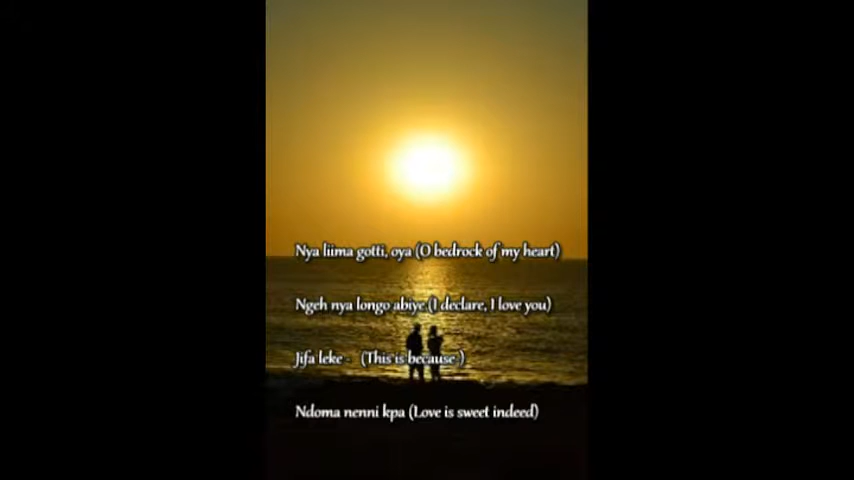 Nya liima gotti, oya (O bedrock of my heart)
Ngeh nya longo abiye (I declare, I love you)
Jifa leke - (This is because )
Ndoma nenni kpa (Love is sweet indeed)